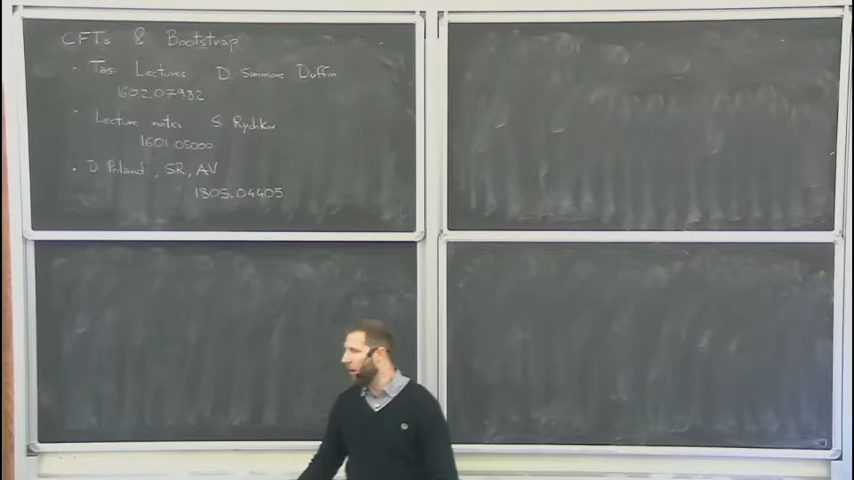 CFTs & Bootstrap
· Tasi Lectures D Simmons Duffin
1602.07982
· Lecture notes S Rychkov
1601.05000
· D Poland, SR, AV
1805.04405